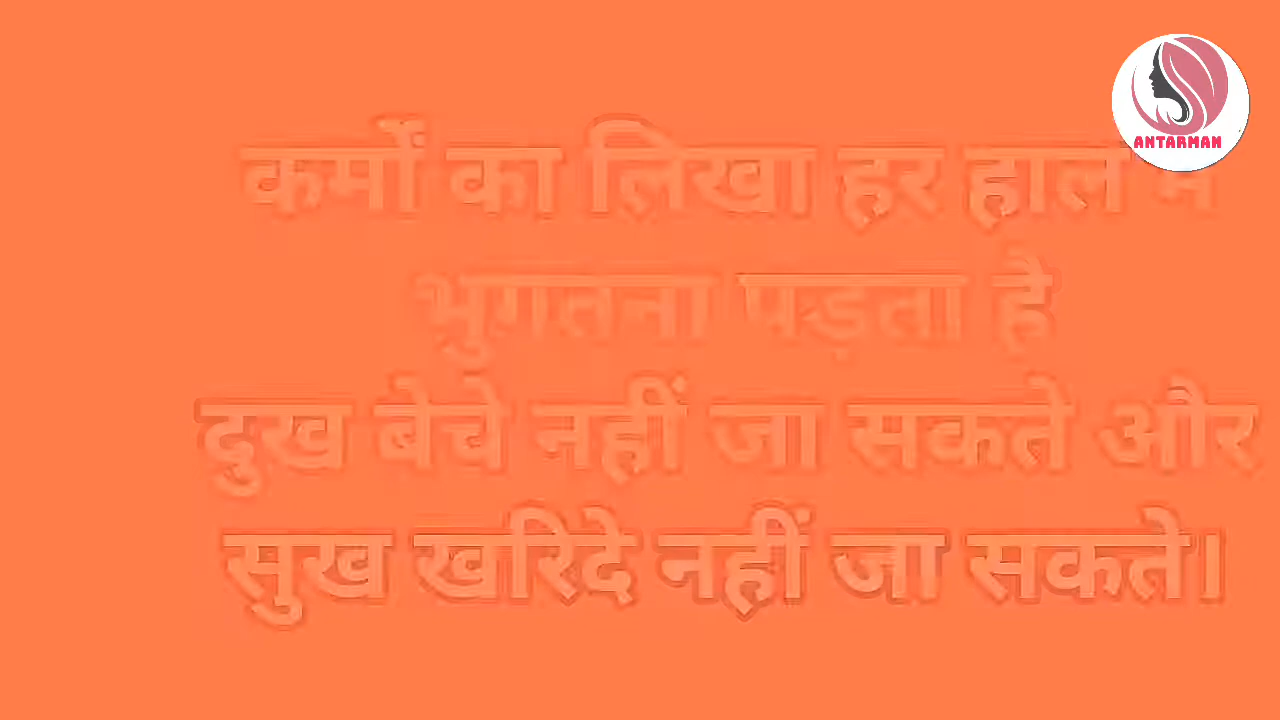 ANTARMAN
कर्मो का लिखा हर हाल में
भुगतना पड़ता है
दुख बेचे नहीं जा सकते और
सुख खरिदे नहीं जा सकते।